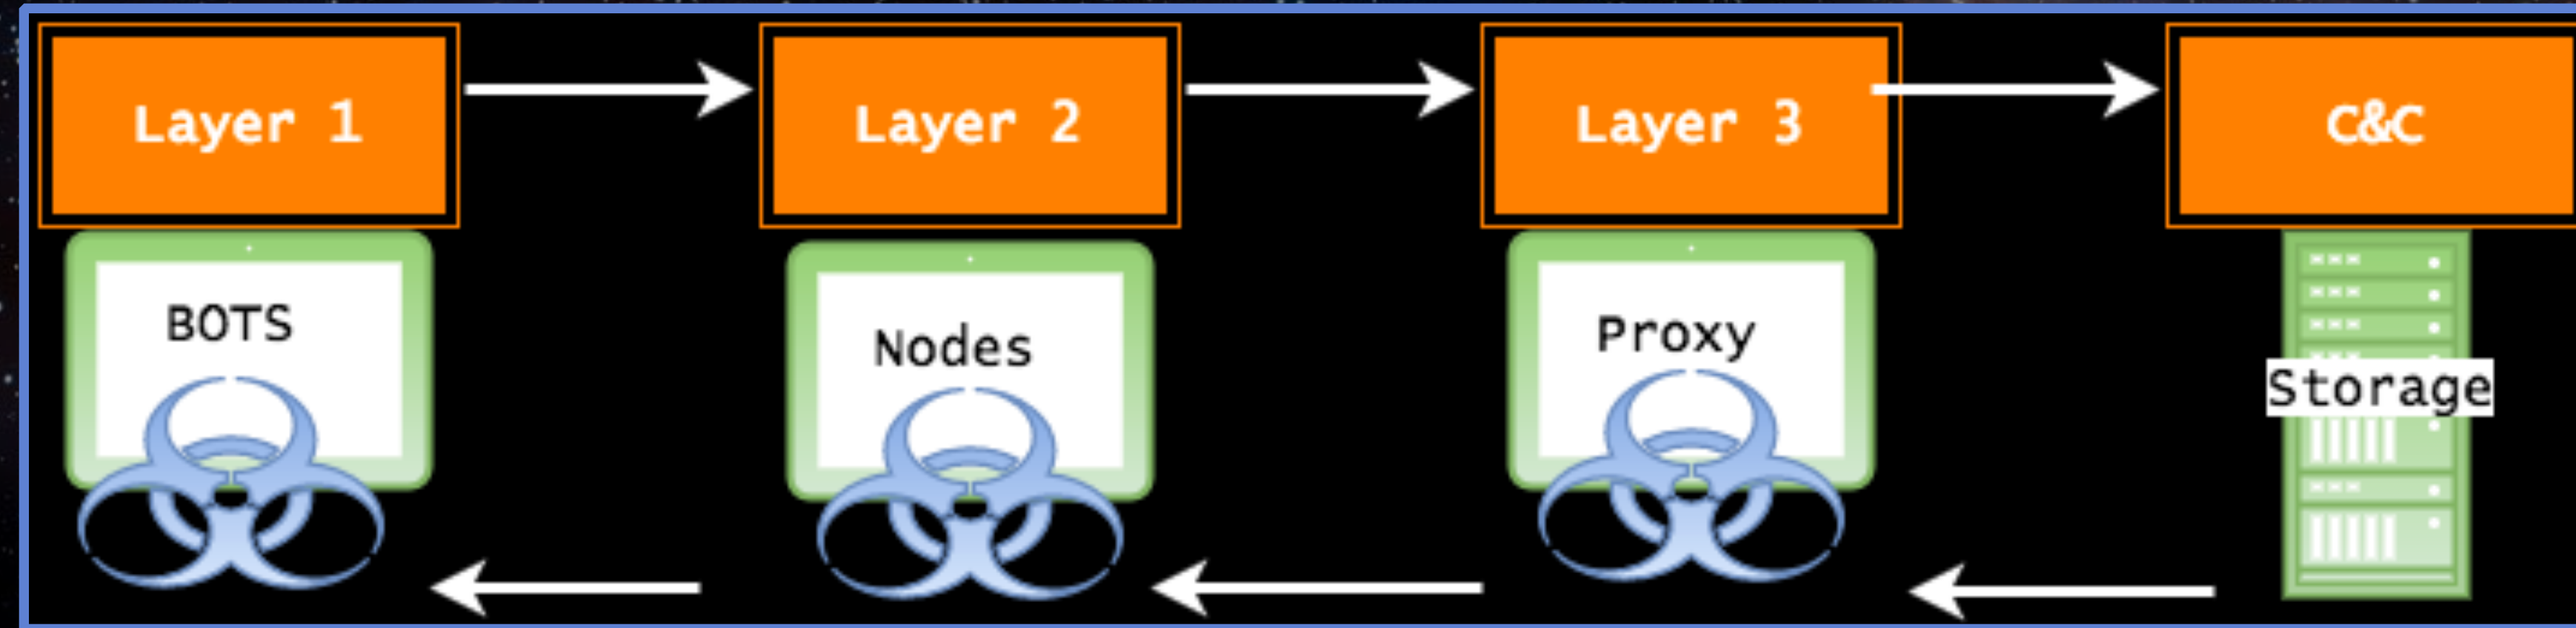 Layer 1
Layer 2
Layer 3
C&C
BOTS
Nodes
Proxy
Storage